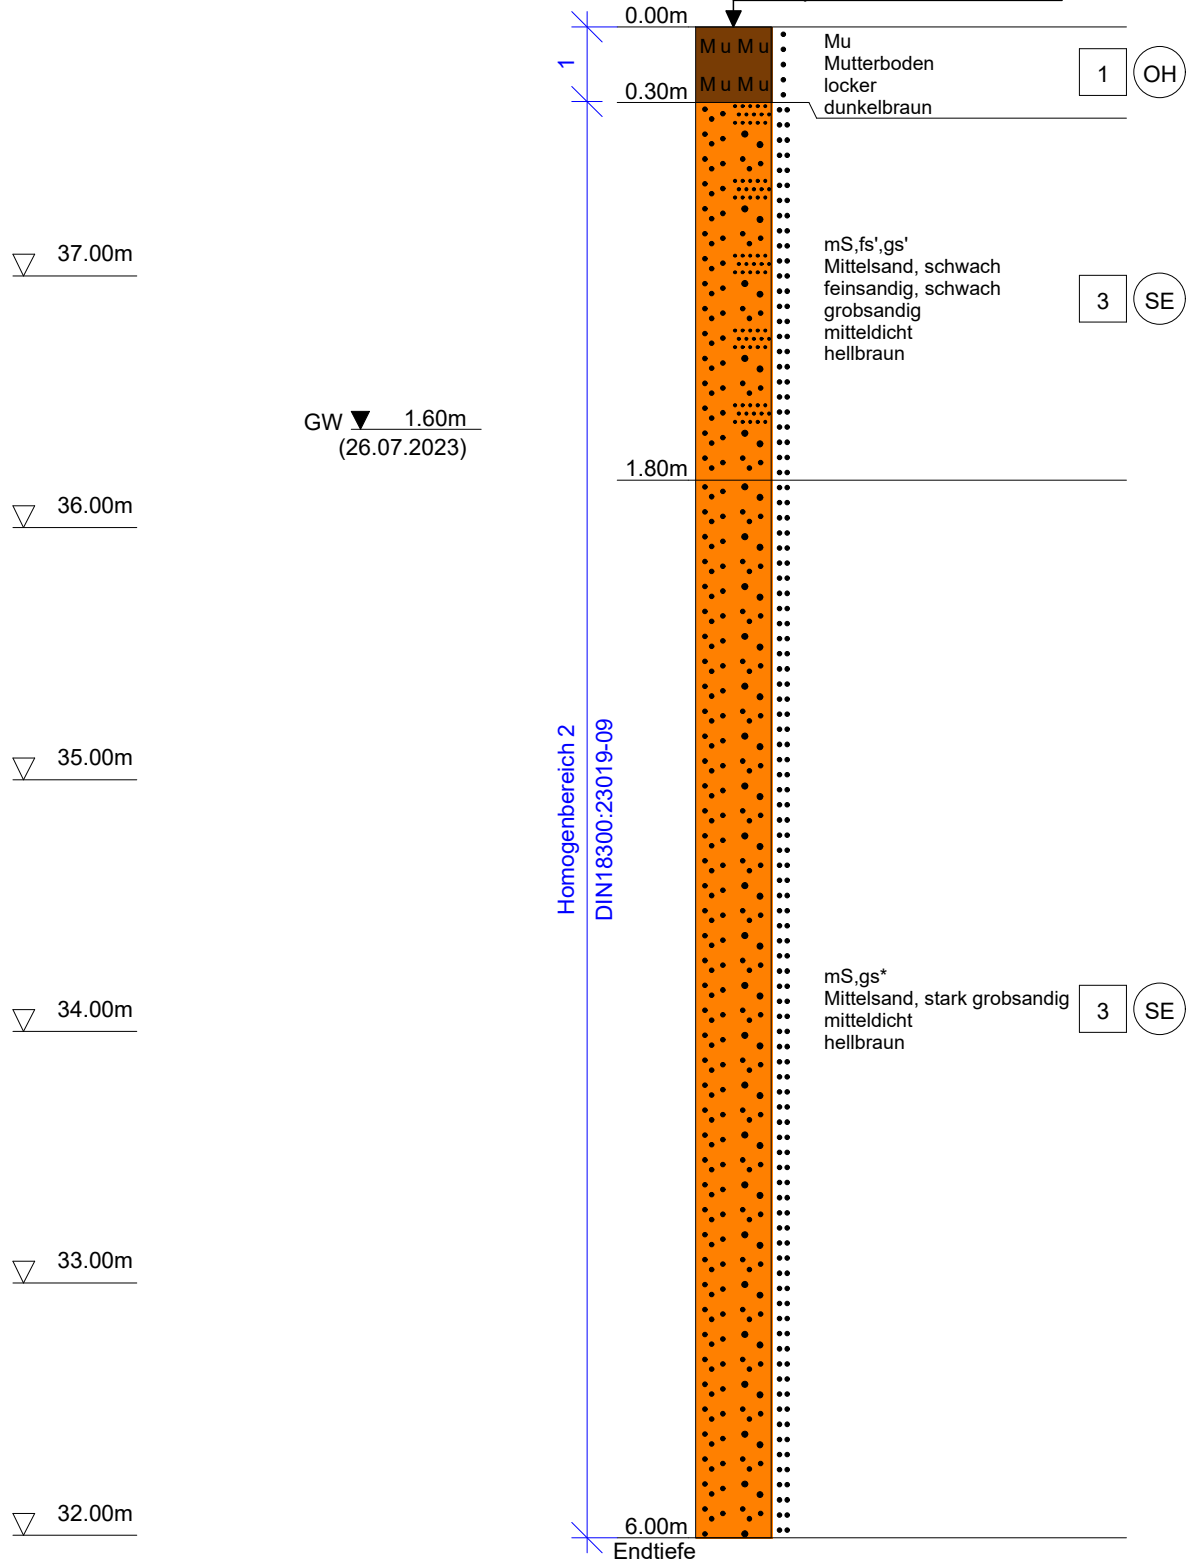 0.00m
Mu Mu
Mu Mu
1
0.30m
Mu
Mutterboden
locker
dunkelbraun
1 OH
37.00m
mS,fs',gs'
Mittelsand, schwach
feinsandig, schwach
grobsandig
mitteldicht
hellbraun
3 SE
GW 1.60m
(26.07.2023)
1.80m
36.00m
35.00m
Homogenbereich 2
DIN18300:23019-09
34.00m
mS,gs*
Mittelsand, stark grobsandig
mitteldicht
hellbraun
3 SE
33.00m
32.00m
6.00m
Endtiefe